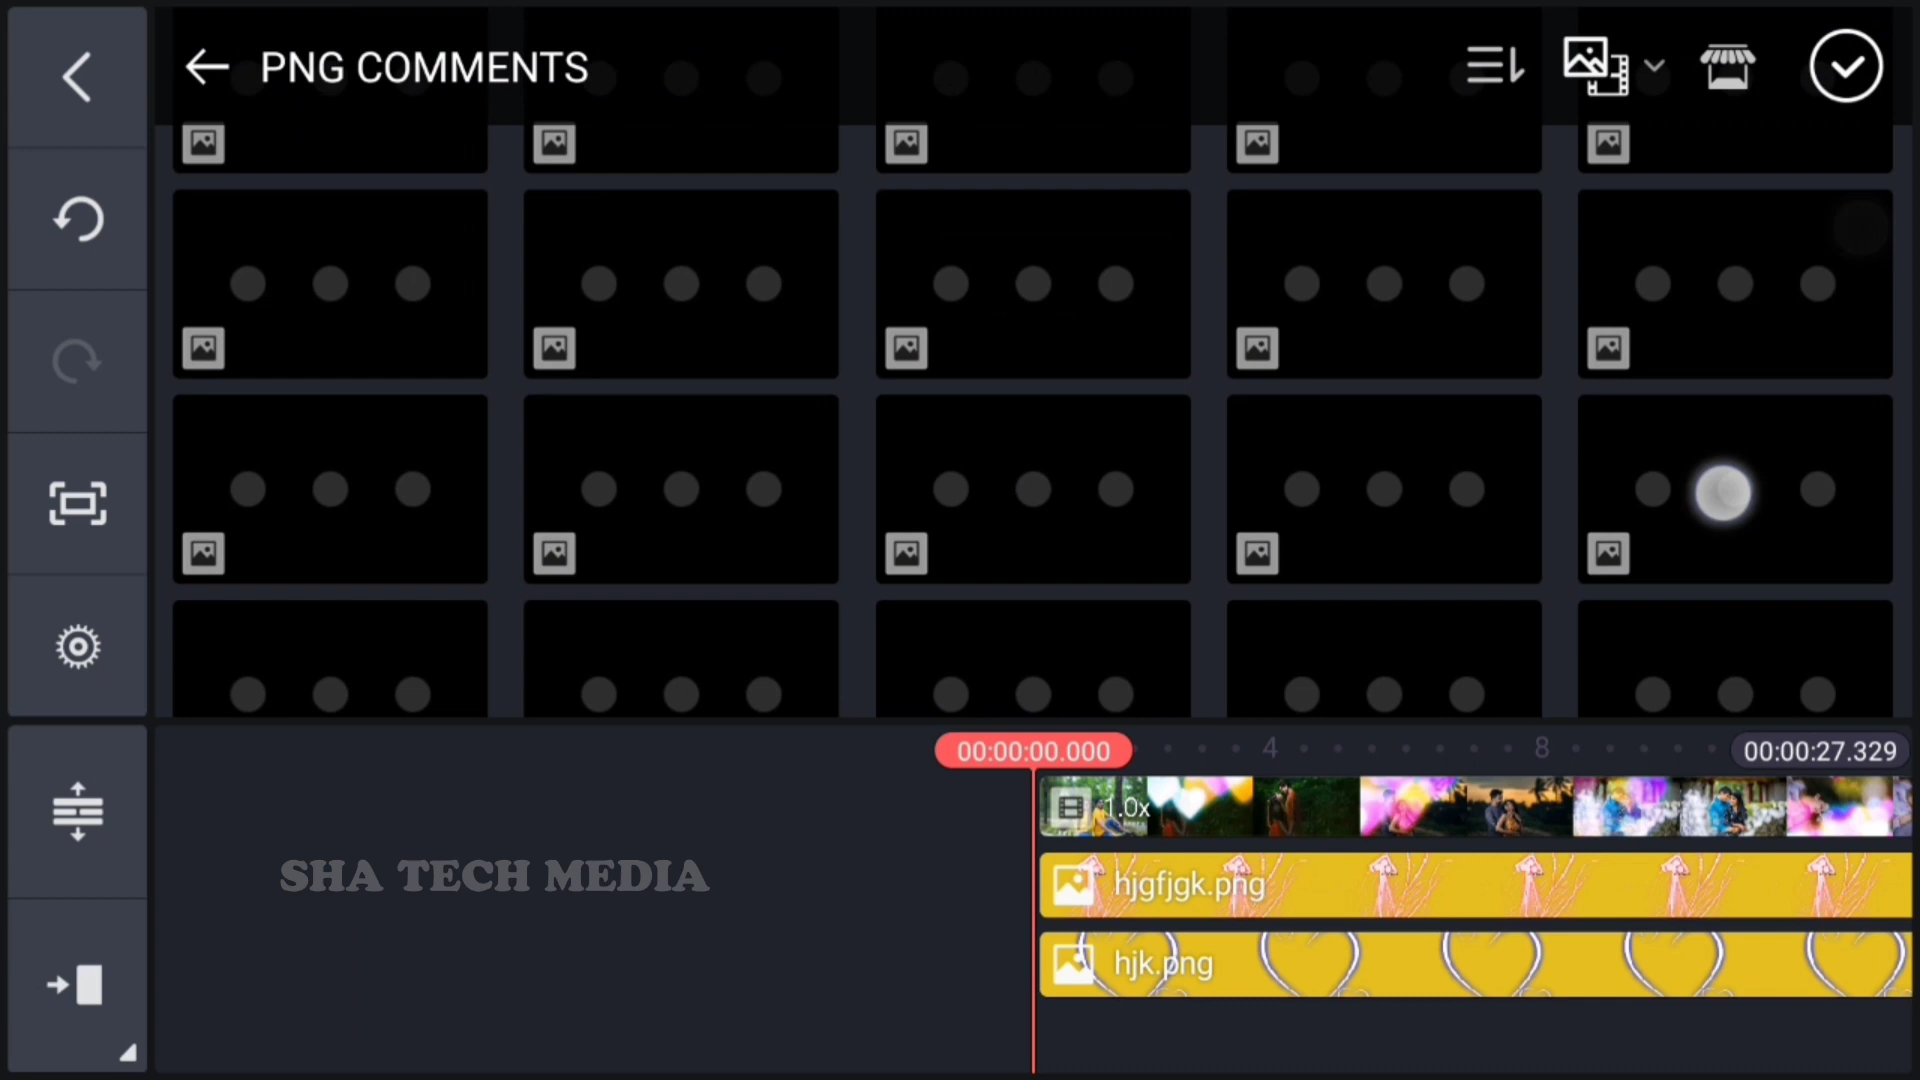 PNG COMMENTS
00:00:00.000
4
8
00:00:27.329
1.0x
hjgfjgk.png
SHA TECH MEDIA
hjk.png